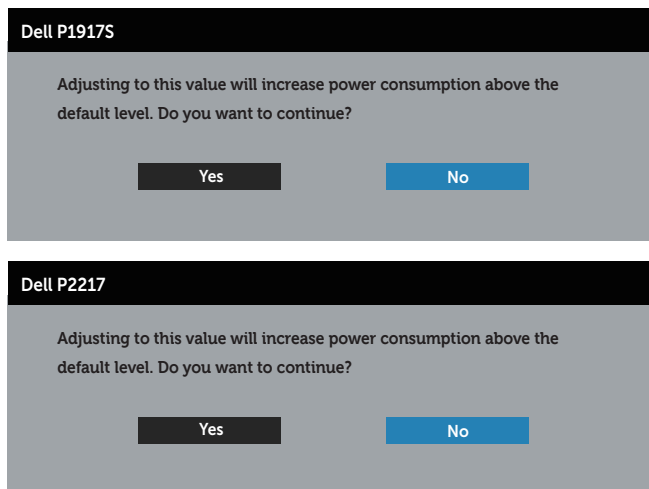 Dell P1917S
Adjusting to this value will increase power consumption above the
default level. Do you want to continue?
Yes No
Dell P2217
Adjusting to this value will increase power consumption above the
default level. Do you want to continue?
Yes No